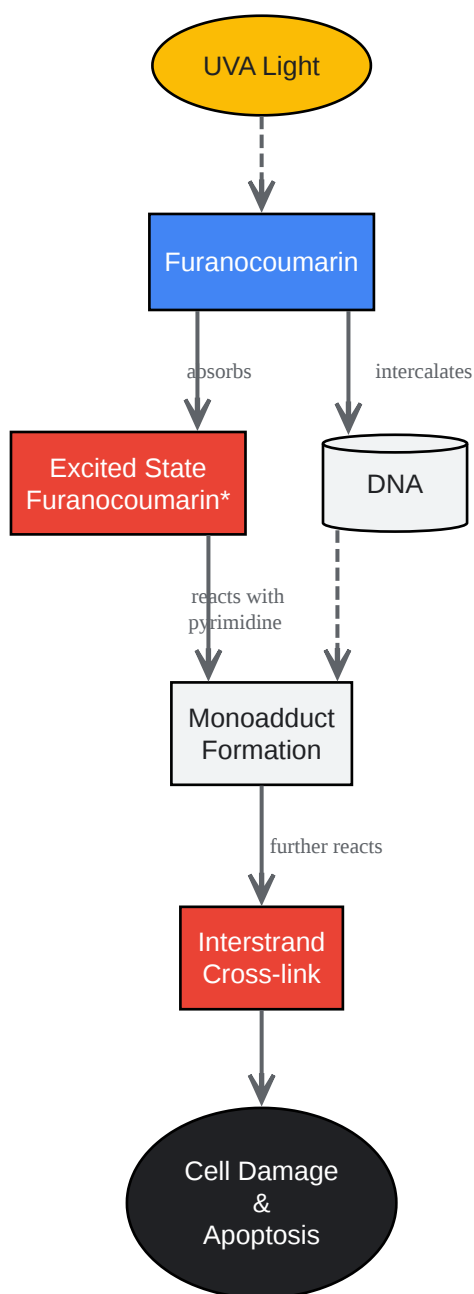 UVA Light
Furanocoumarin
absorbs
intercalates
Excited State
Furanocoumarin*
DNA
reacts with
pyrimidine
Monoadduct
Formation
further reacts
Interstrand
Cross-link
Cell Damage
&
Apoptosis